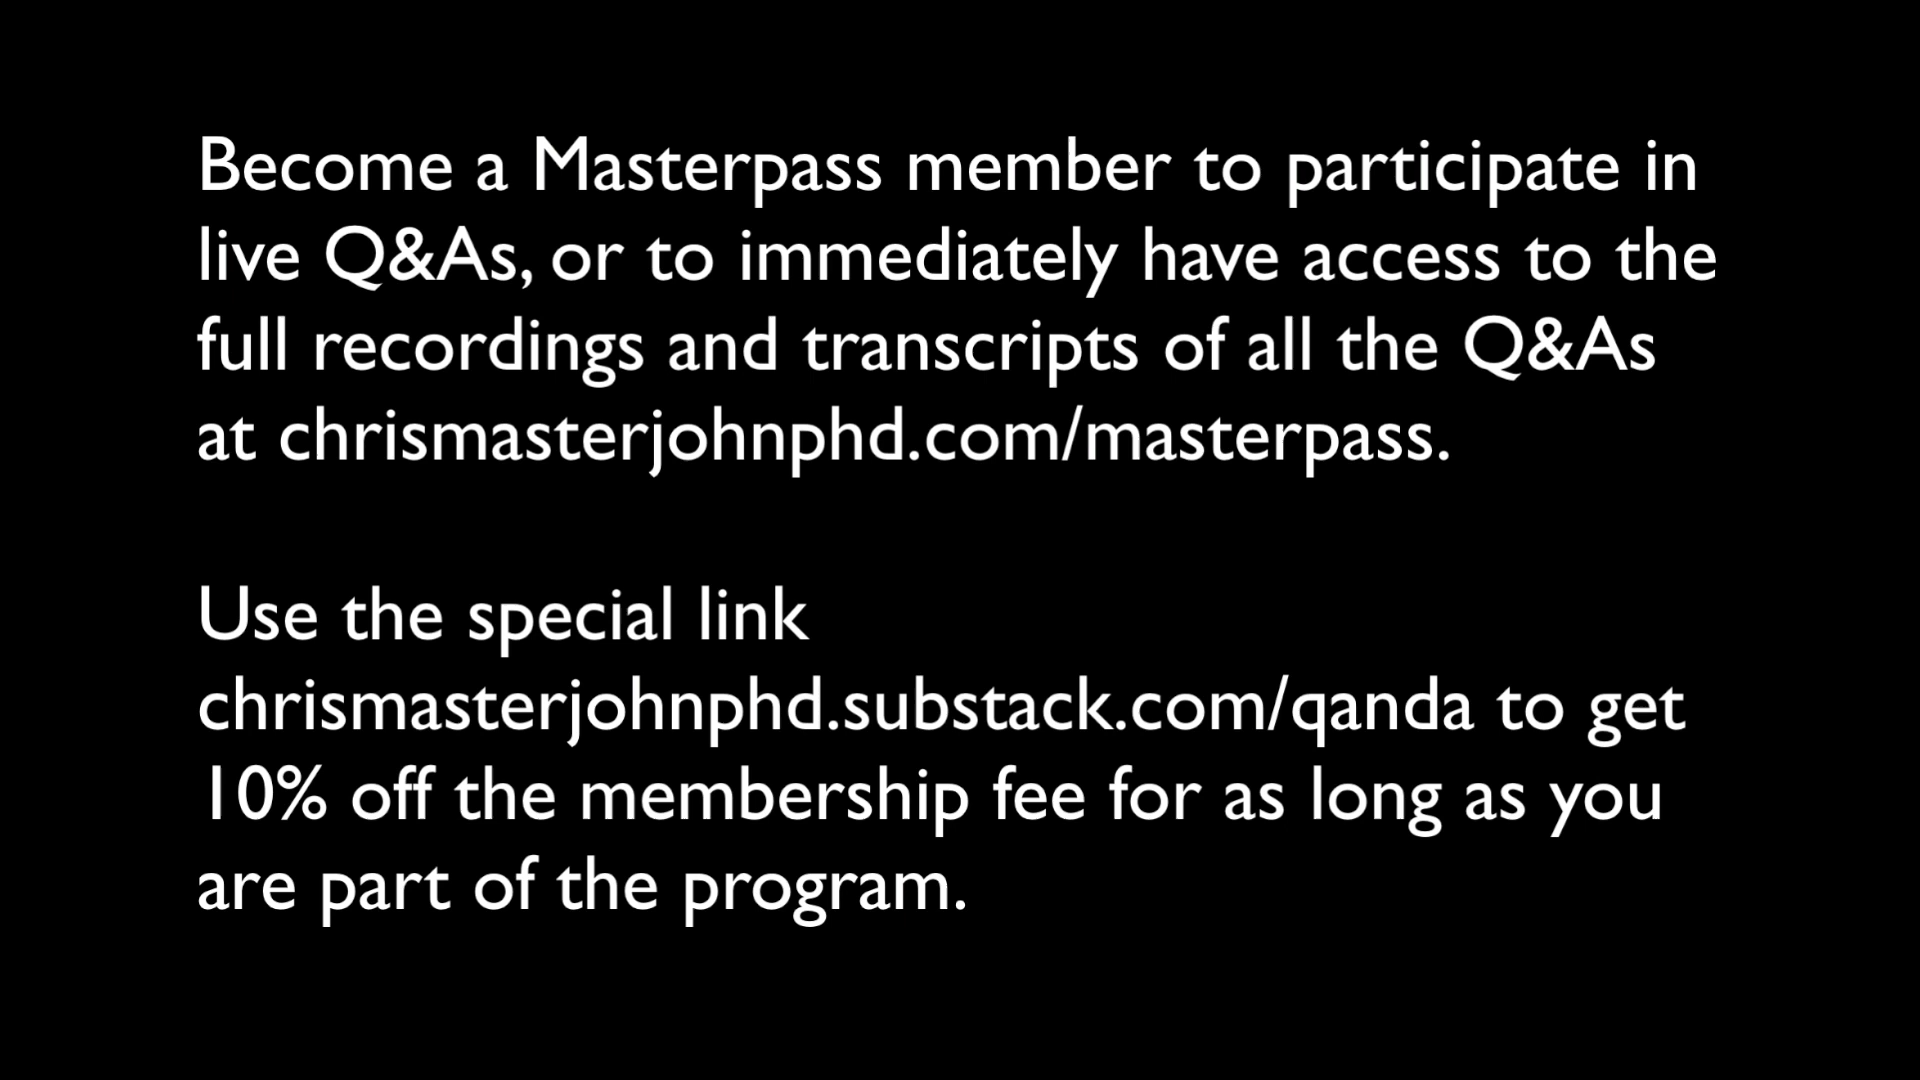 Become a Masterpass member to participate in
live Q&As, or to immediately have access to the
full recordings and transcripts of all the Q&As
at chrismasterjohnphd.com/masterpass.
Use the special link
chrismasterjohnphd.substack.com/qanda to get
10% off the membership fee for as long as you
are part of the program.